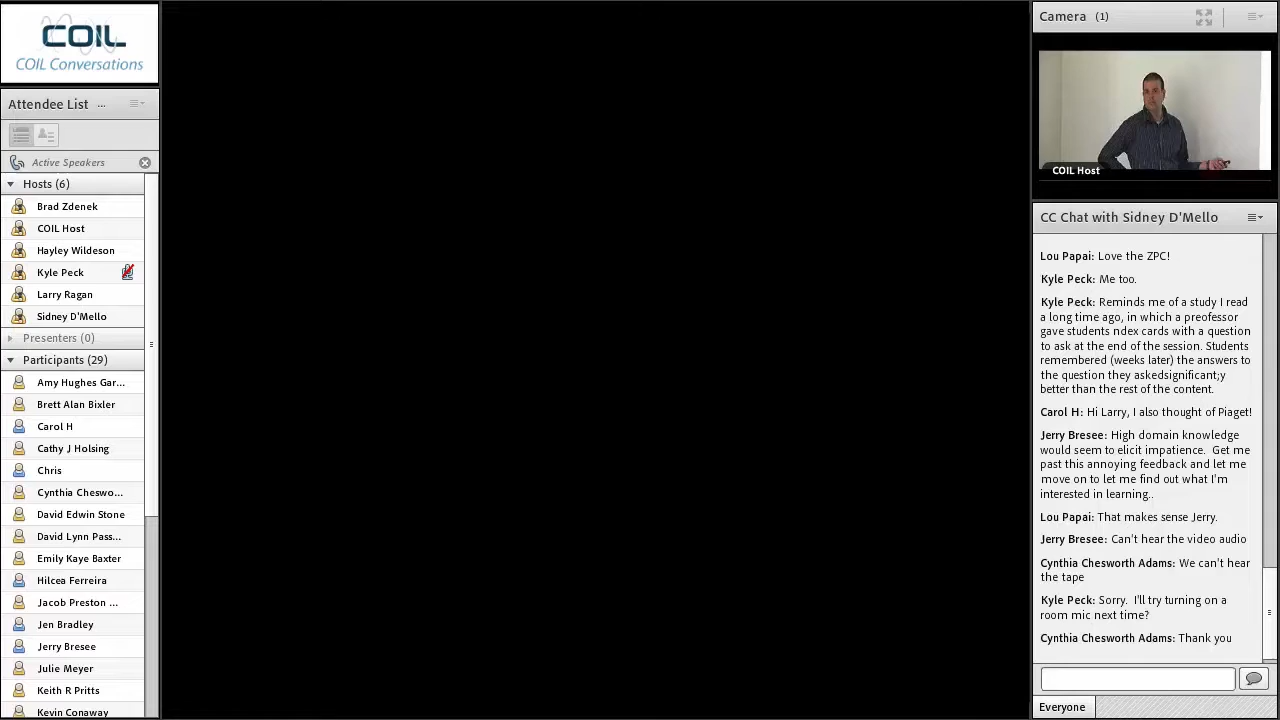 COIL
COIL Conversations
Attendee List ...
Active Speakers
Hosts (6)
Brad Zdenek
COIL Host
Hayley Wildeson
Kyle Peck
Larry Ragan
Sidney D'Mello
Presenters (0)
Participants (29)
Amy Hughes Gar...
Brett Alan Bixler
Carol H
Cathy J Holsing
Chris
Cynthia Cheswo...
David Edwin Stone
David Lynn Pass...
Emily Kaye Baxter
Hilcea Ferreira
Jacob Preston ...
Jen Bradley
Jerry Bresee
Julie Meyer
Keith R Pritts
Kevin Conaway
Camera (1)
COIL Host
CC Chat with Sidney D'Mello
Lou Papai: Love the ZPC!
Kyle Peck: Me too.
Kyle Peck: Reminds me of a study I read
a long time ago, in which a preofessor
gave students ndex cards with a question
to ask at the end of the session. Students
remembered (weeks later) the answers to
the question they askedsignificant;y
better than the rest of the content.
Carol H: Hi Larry, I also thought of Piaget!
Jerry Bresee: High domain knowledge
would seem to elicit impatience. Get me
past this annoying feedback and let me
move on to let me find out what I'm
interested in learning..
Lou Papai: That makes sense Jerry.
Jerry Bresee: Can't hear the video audio
Cynthia Chesworth Adams: We can't hear
the tape
Kyle Peck: Sorry. I'll try turning on a
room mic next time?
Cynthia Chesworth Adams: Thank you
Everyone